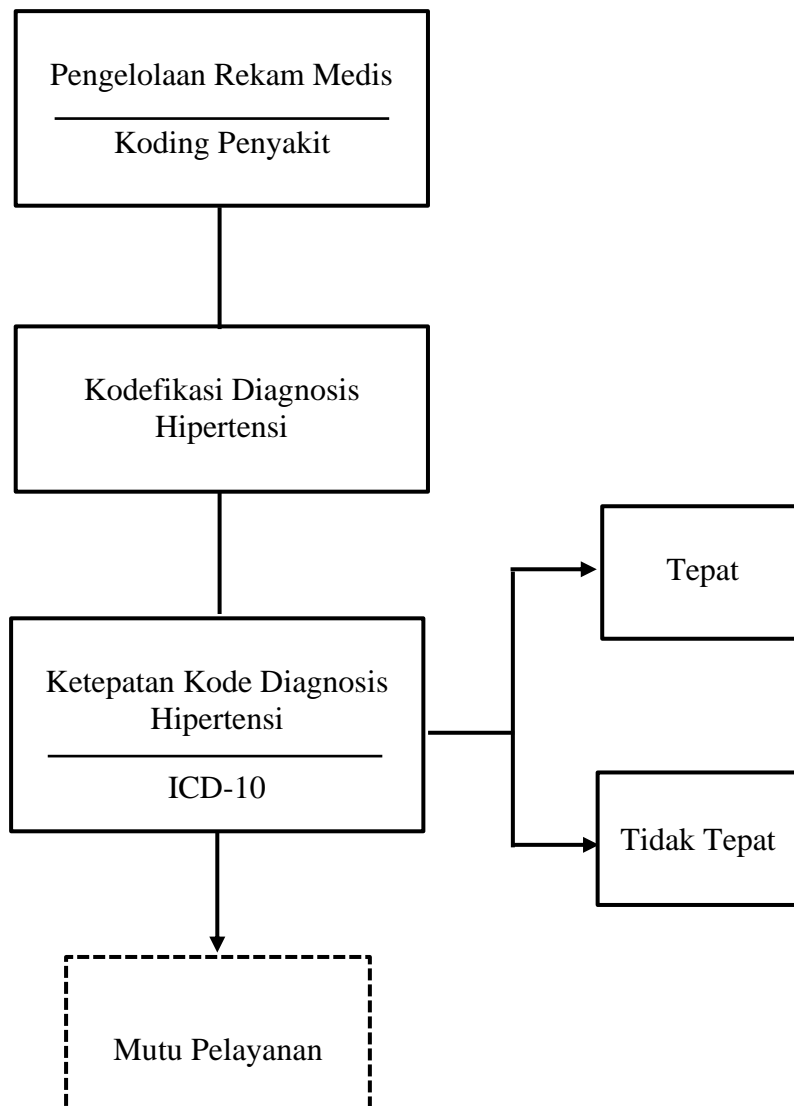 Pengelolaan Rekam Medis
Koding Penyakit
Kodefikasi Diagnosis
Hipertensi
Tepat
Ketepatan Kode Diagnosis
Hipertensi
ICD-10
Tidak Tepat
Mutu Pelayanan